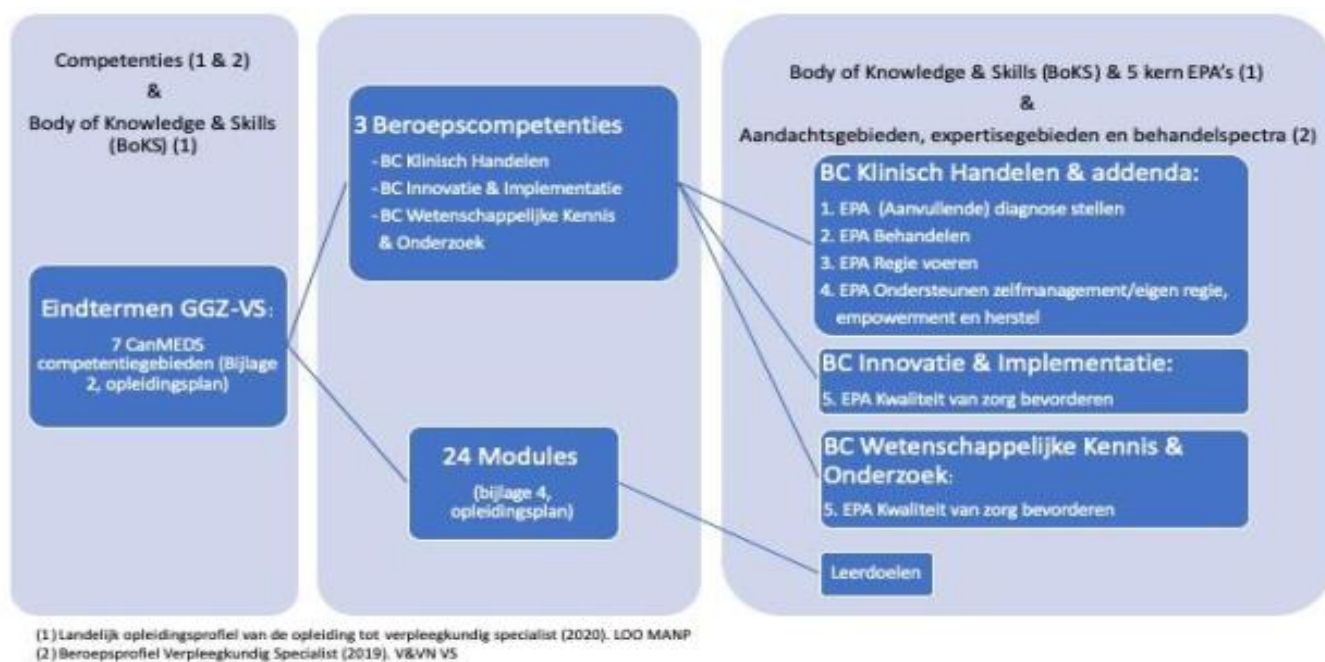 Competenties (1 & 2)
&
Body of Knowledge & Skills
(BoKS) (1)
Eindtermen GGZ-VS:
7 CanMEDS
competentiegebieden (Bijlage
2, opleidingsplan)
3 Beroepscompetenties
- BC Klinisch Handelen
- BC Innovatie & Implementatie
- BC Wetenschappelijke Kennis
& Onderzoek
24 Modules
(bijlage 4,
opleidingsplan)
Body of Knowledge & Skills (BoKS) & 5 kern EPA's (1)
&
Aandachtsgebieden, expertisegebieden en behandelspectra (2)
BC Klinisch Handelen & addenda:
1. EPA (Aanvullende) diagnose stellen
2. EPA Behandelen
3. EPA Regie voeren
4. EPA Ondersteunen zelfmanagement/eigen regie,
empowerment en herstel
BC Innovatie & Implementatie:
5. EPA Kwaliteit van zorg bevorderen
BC Wetenschappelijke Kennis &
Onderzoek:
5. EPA Kwaliteit van zorg bevorderen
Leerdoelen
(1) Landelijk opleidingsprofiel van de opleiding tot verpleegkundig specialist (2020). LOO MANP
(2) Beroepsprofiel Verpleegkundig Specialist (2019). V&VN VS